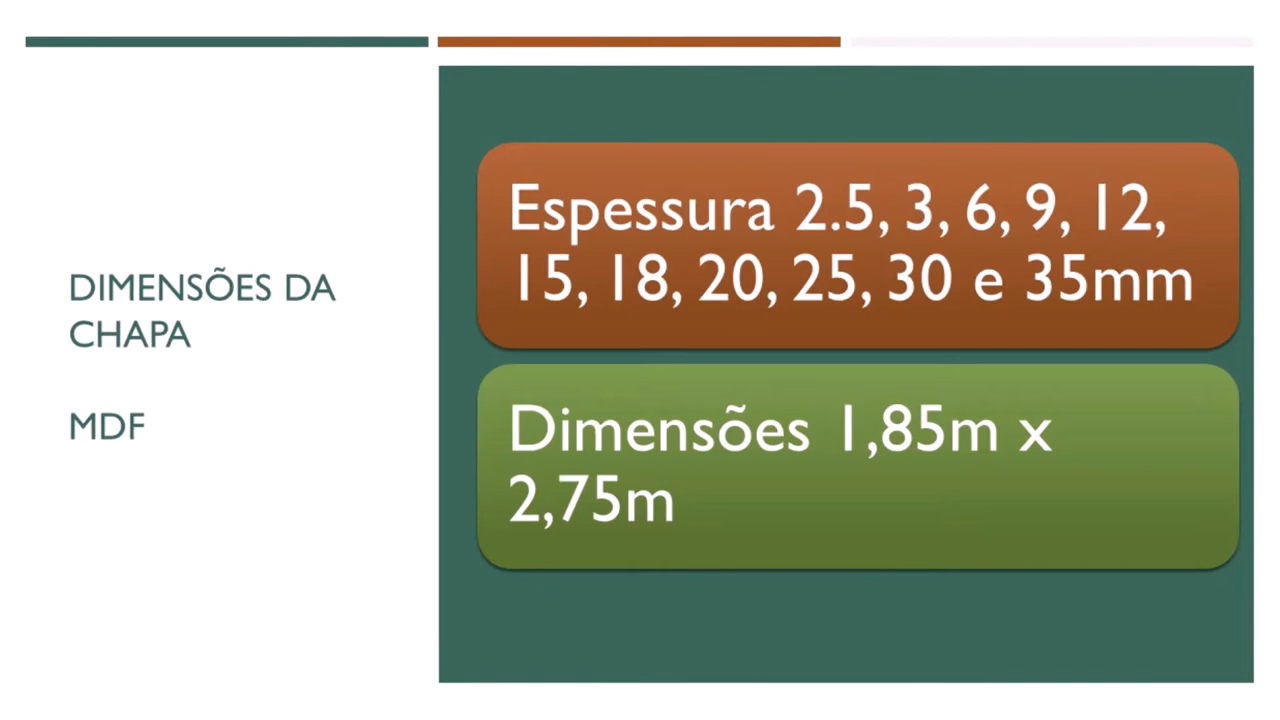 DIMENSÕES DA
CHAPA
MDF
Espessura 2.5, 3, 6, 9, 12,
15, 18, 20, 25, 30 e 35mm
Dimensões 1,85m x
2,75m